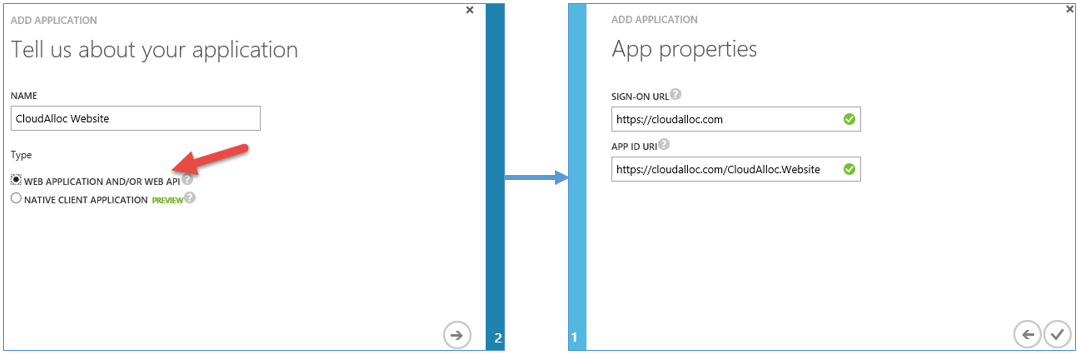 ADD APPLICATION
Tell us about your application
NAME
CloudAlloc Website
Type
WEB APPLICATION AND/OR WEB API ?
NATIVE CLIENT APPLICATION PREVIEW ?
2
ADD APPLICATION
App properties
SIGN-ON URL ?
https://cloudalloc.com
APP ID URI ?
https://cloudalloc.com/CloudAlloc.Website
1